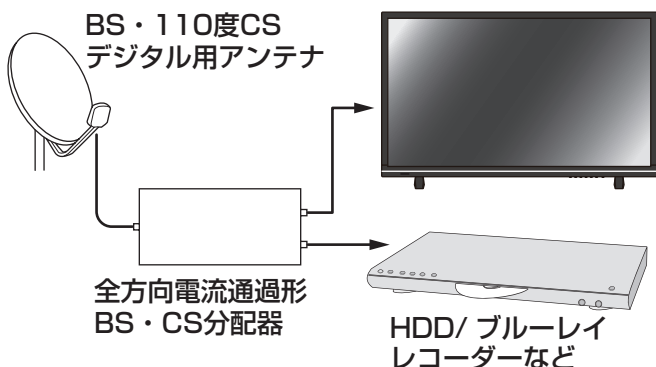 BS・110度CS
デジタル用アンテナ
全方向電流通過形
BS・CS分配器
HDD/ ブルーレイ
レコーダーなど